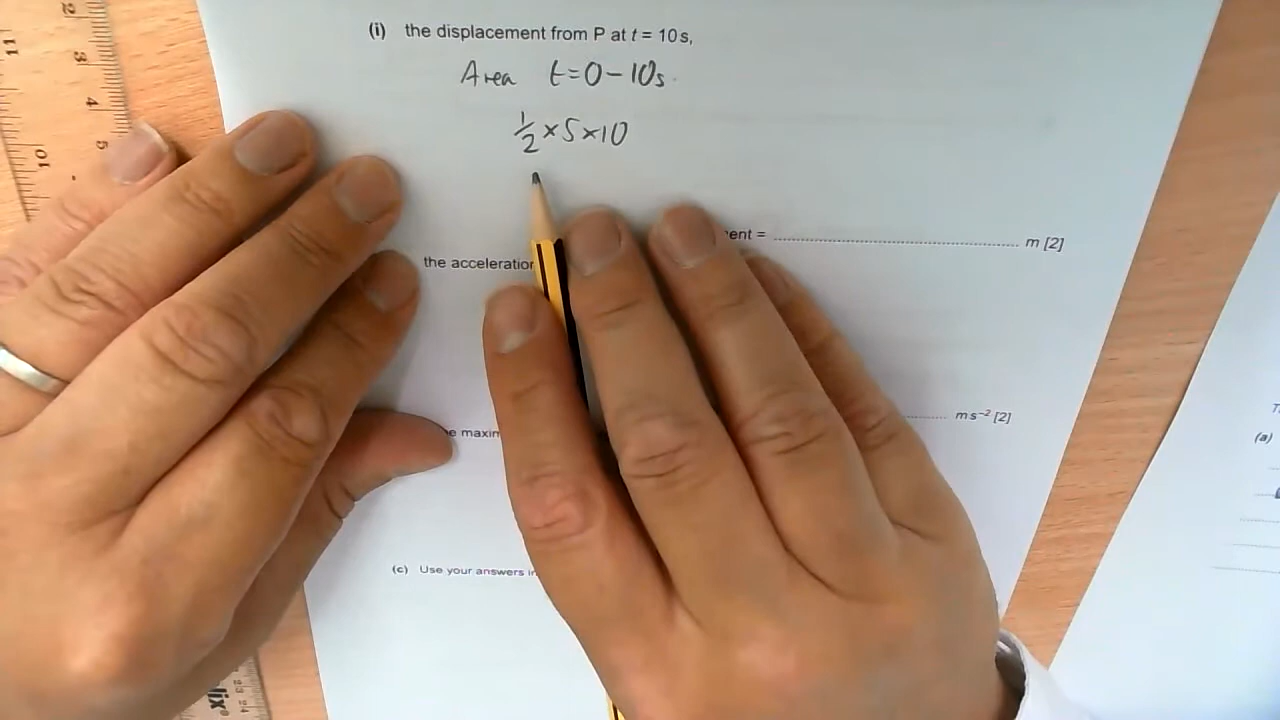 (i) the displacement from P at t = 10 s,
Area t=0-10s
½×5×10
ent = ........................ m [2]
the acceleration
........ m s⁻² [2]
e maxim
(c) Use your answers in
(a)